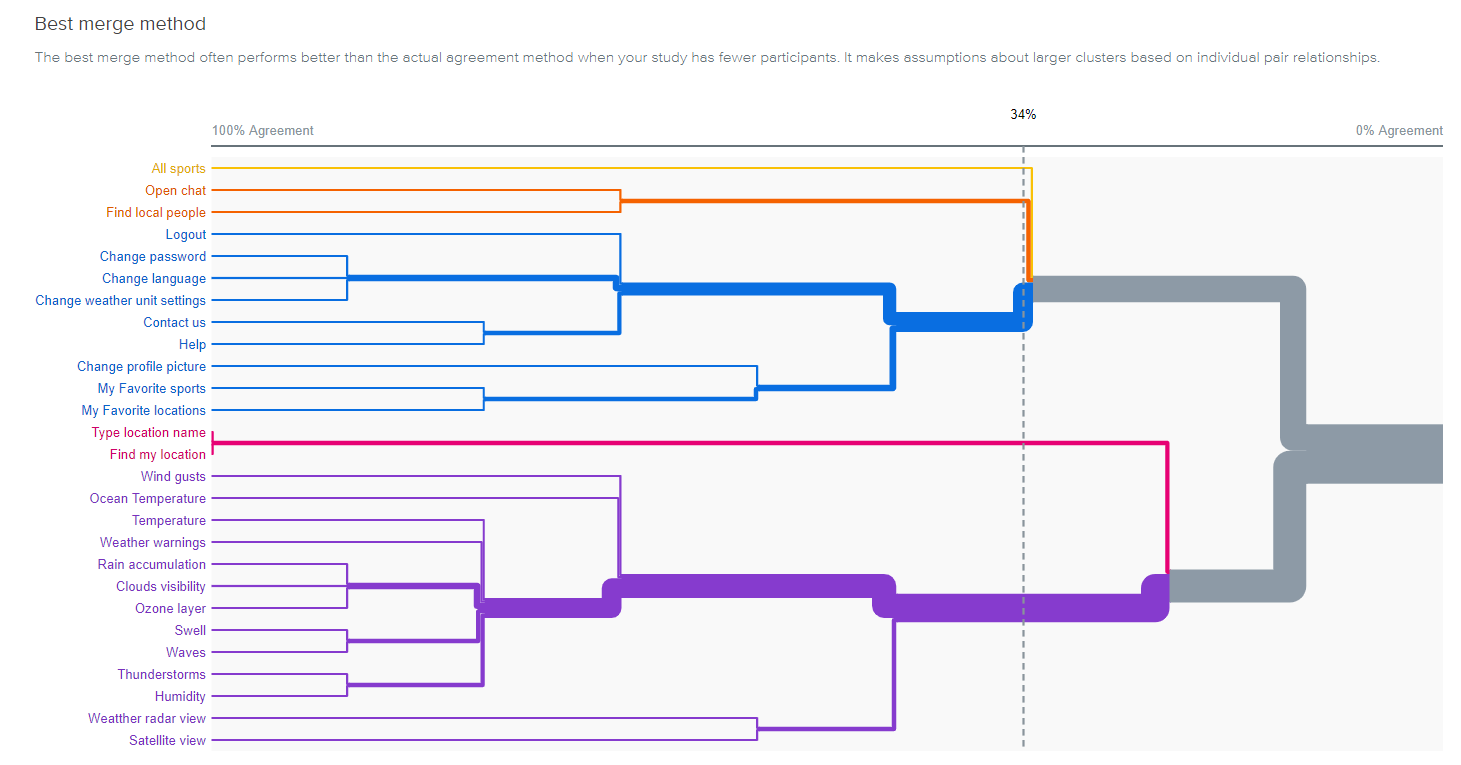 Best merge method
The best merge method often performs better than the actual agreement method when your study has fewer participants. It makes assumptions about larger clusters based on individual pair relationships.
34%
100% Agreement
0% Agreement
All sports
Open chat
Find local people
Logout
Change password
Change language
Change weather unit settings
Contact us
Help
Change profile picture
My Favorite sports
My Favorite locations
Type location name
Find my location
Wind gusts
Ocean Temperature
Temperature
Weather warnings
Rain accumulation
Clouds visibility
Ozone layer
Swell
Waves
Thunderstorms
Humidity
Weatther radar view
Satellite view